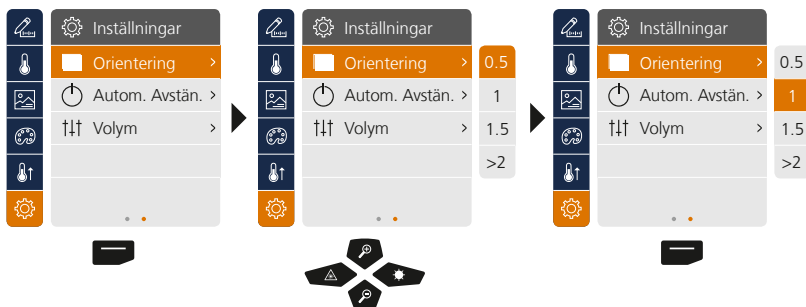 Inställningar
Orientering
Autom. Avstän.
Volym
Inställningar
Orientering
Autom. Avstän.
Volym
0.5
1
1.5
>2
Inställningar
Orientering
Autom. Avstän.
Volym
0.5
1
1.5
>2